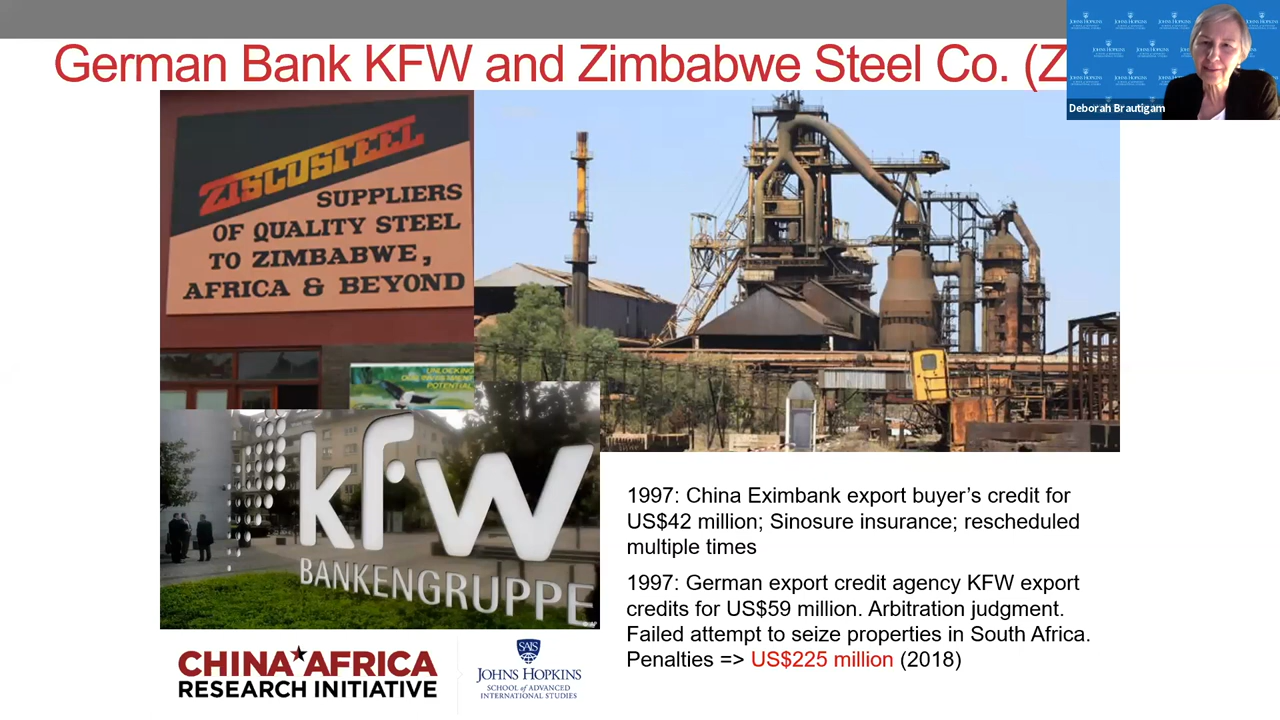 German Bank KFW and Zimbabwe Steel Co. (Z
Deborah Brautigam
ZISCOSTEEL
SUPPLIERS
OF QUALITY STEEL
TO ZIMBABWE,
AFRICA & BEYOND
UNLOCKING
POTENTIAL
kfw
BANKENGRUPPE
1997: China Eximbank export buyer’s credit for
US$42 million; Sinosure insurance; rescheduled
multiple times
1997: German export credit agency KFW export
credits for US$59 million. Arbitration judgment.
Failed attempt to seize properties in South Africa.
Penalties => US$225 million (2018)
CHINA AFRICA
RESEARCH INITIATIVE
SAIS
JOHNS HOPKINS
SCHOOL of ADVANCED
INTERNATIONAL STUDIES